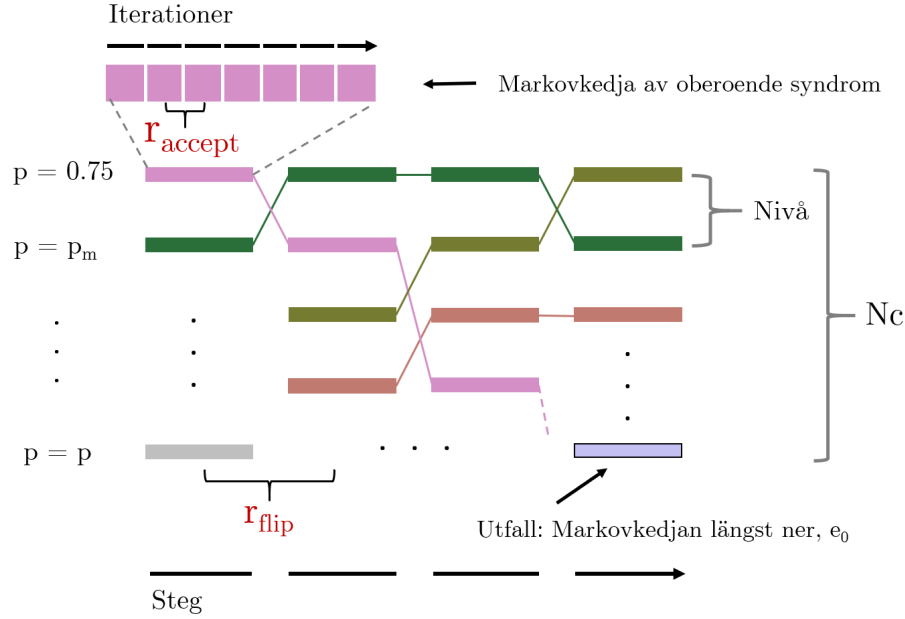 Iterationer
Markovkedja av oberoende syndrom
r_accept
p = 0.75
Nivå
p = p_m
Nc
p = p
r_flip
Utfall: Markovkedjan längst ner, e_0
Steg